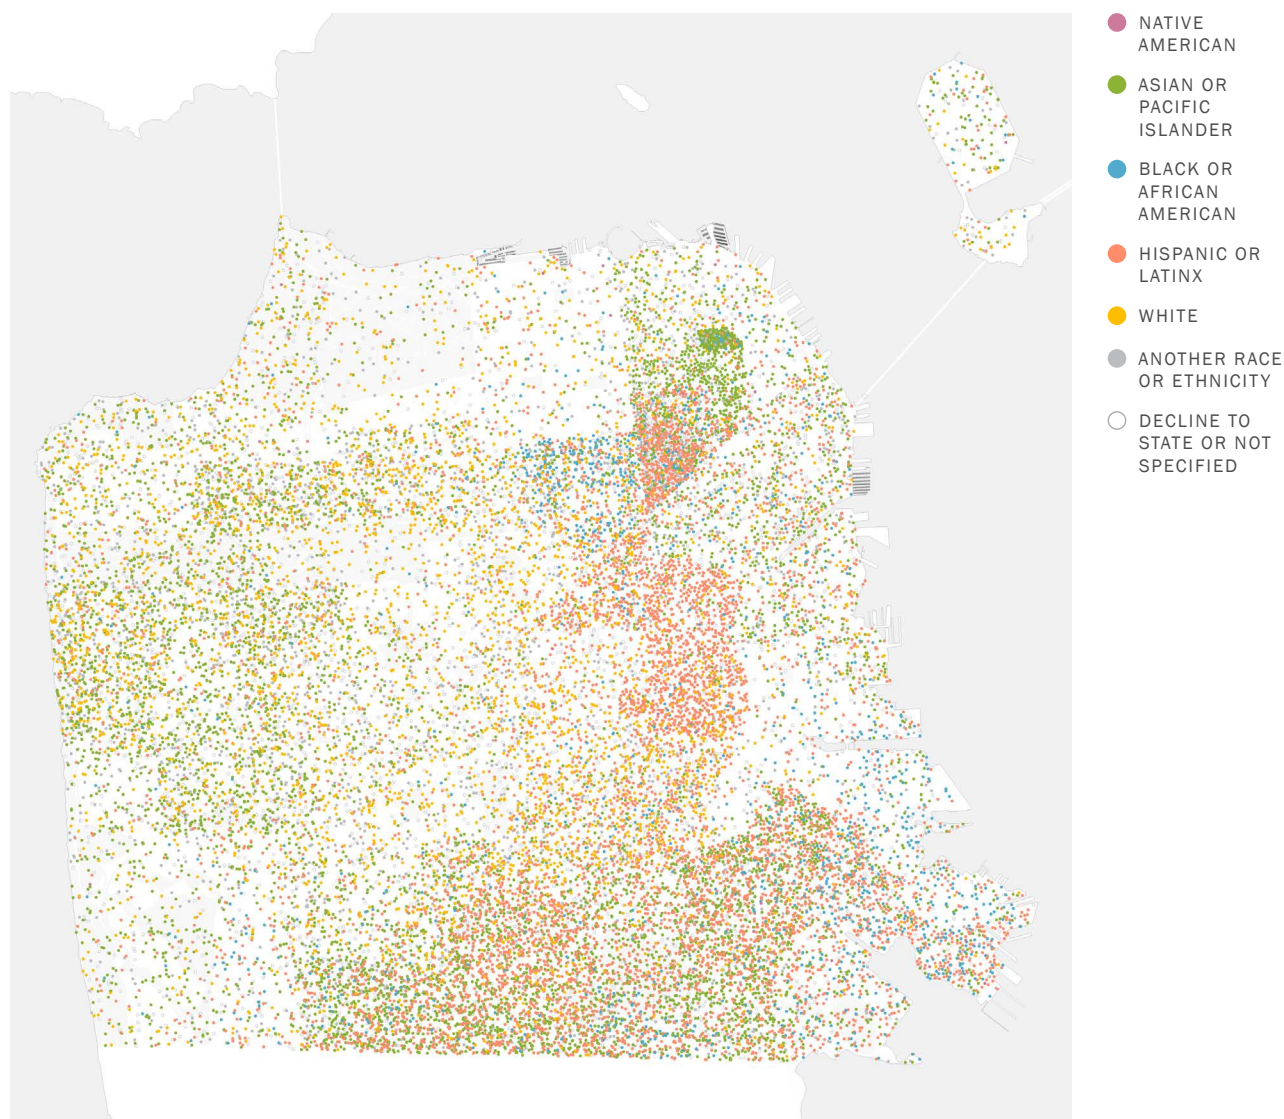 NATIVE
AMERICAN
ASIAN OR
PACIFIC
ISLANDER
BLACK OR
AFRICAN
AMERICAN
HISPANIC OR
LATINX
WHITE
ANOTHER RACE
OR ETHNICITY
DECLINE TO
STATE OR NOT
SPECIFIED